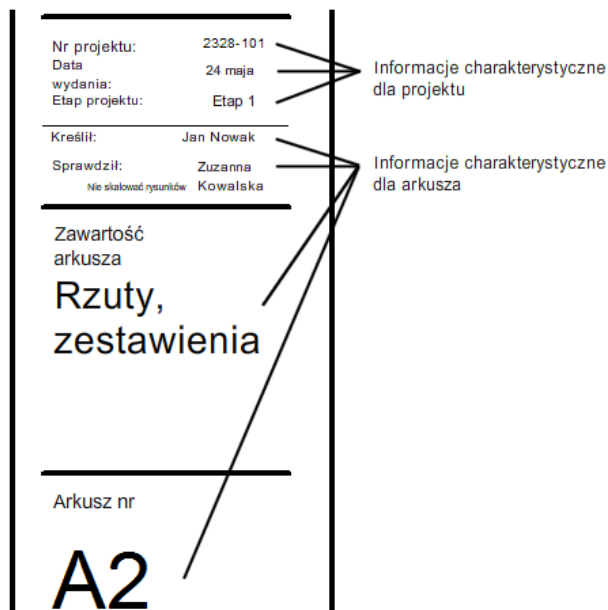 Nr projektu: 2328-101
Data
wydania: 24 maja
Etap projektu: Etap 1
Informacje charakterystyczne
dla projektu
Kreślił: Jan Nowak
Sprawdził: Zuzanna
Nie skalować rysunków Kowalska
Informacje charakterystyczne
dla arkusza
Zawartość
arkusza
Rzuty,
zestawienia
Arkusz nr
A2